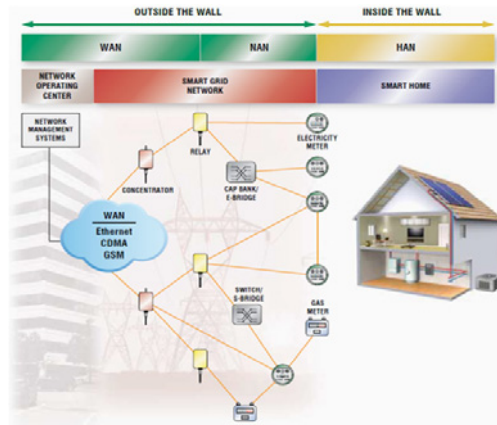 OUTSIDE THE WALL
INSIDE THE WALL
WAN
NAN
HAN
NETWORK
OPERATING
CENTER
SMART GRID
NETWORK
SMART HOME
NETWORK
MANAGEMENT
SYSTEMS
RELAY
ELECTRICITY
METER
CONCENTRATOR
CAP BANK/
E-BRIDGE
WAN
Ethernet
CDMA
GSM
SWITCH/
S-BRIDGE
GAS
METER